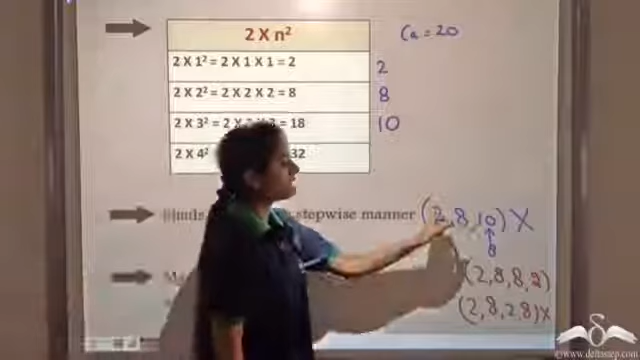 2 X n²
Ca = 20
2 X 1² = 2 X 1 X 1 = 2
2
2 X 2² = 2 X 2 X 2 = 8
8
2 X 3² = 2 X = 18
10
2 X 4² 32
stepwise manner (2,8,10) X
8
(2,8,8,2)
(2,8,2,8) X
©www.deltastep.com